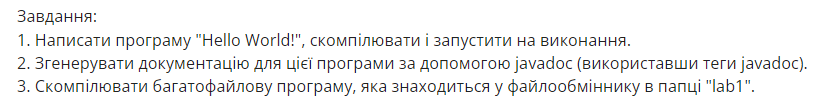 Завдання:
1. Написати програму "Hello World!", скомпілювати і запустити на виконання.
2. Згенерувати документацію для цієї програми за допомогою javadoc (використавши теги javadoc).
3. Скомпілювати багатофайлову програму, яка знаходиться у файлообміннику в папці "lab1".